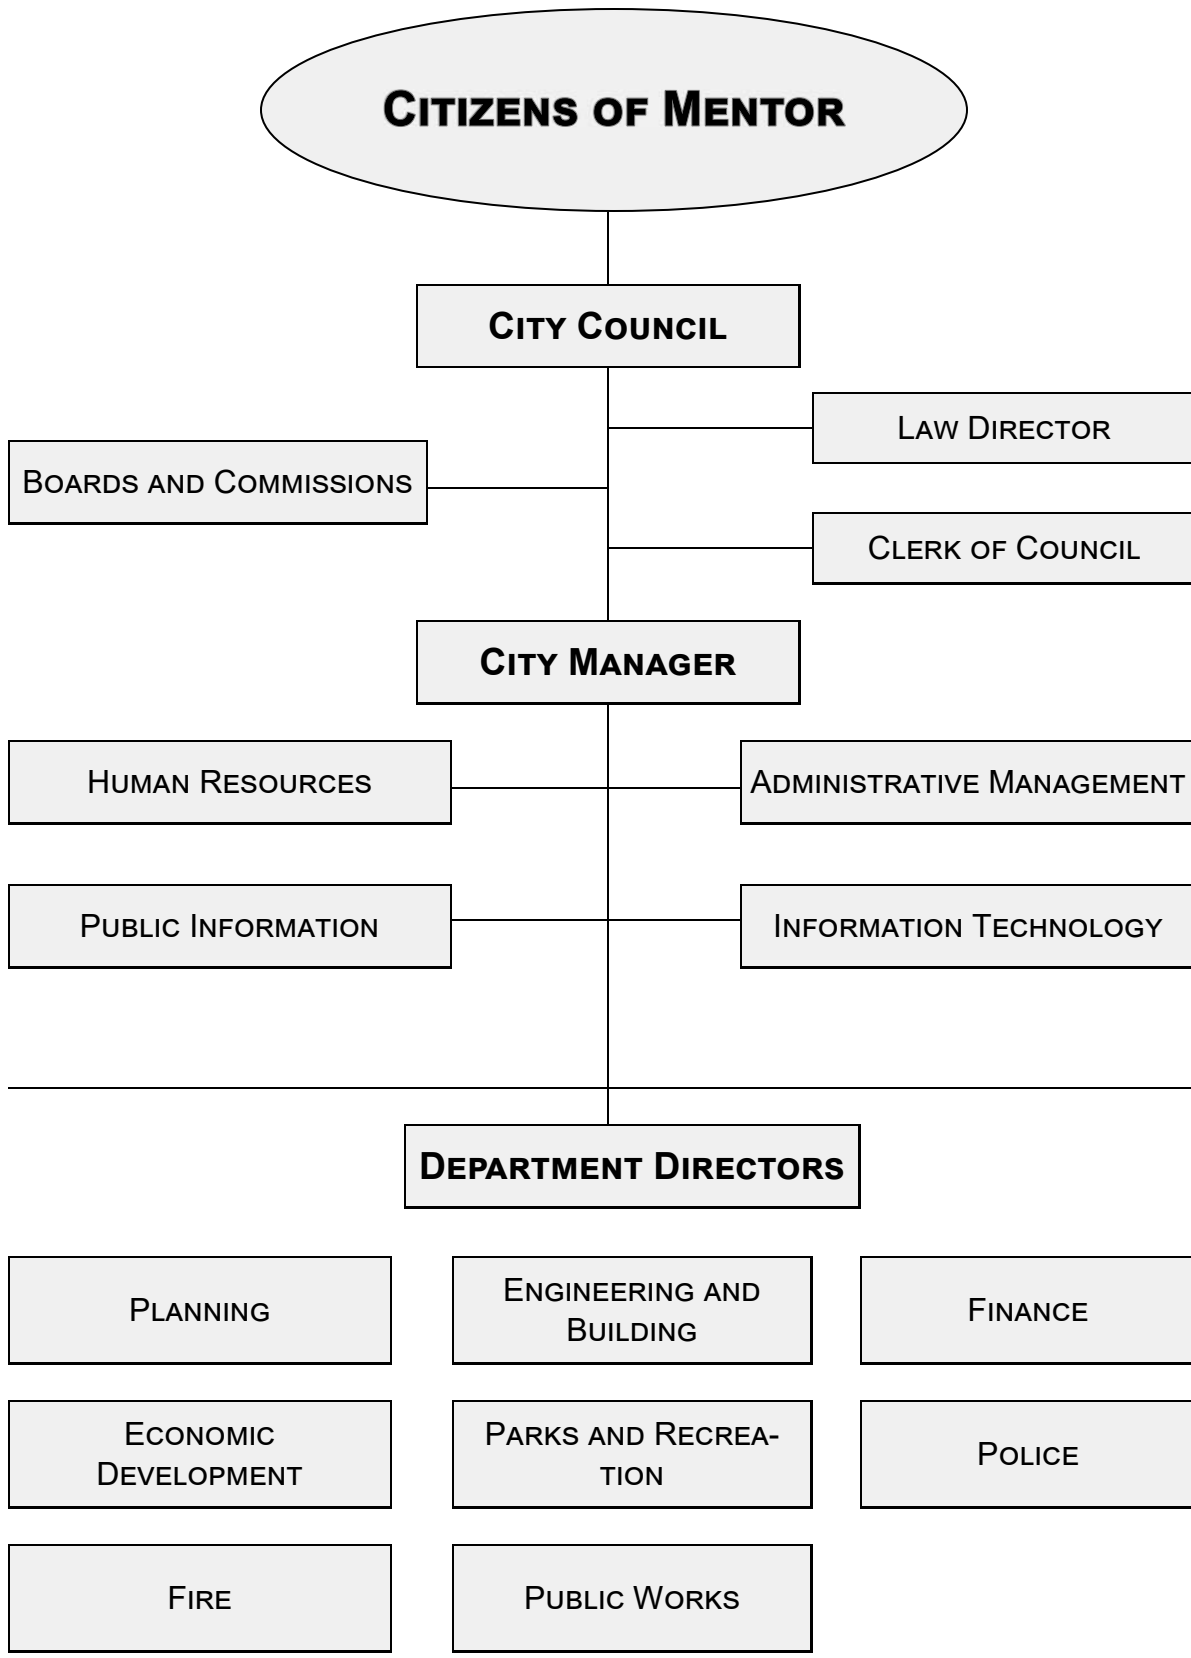 CITIZENS OF MENTOR
CITY COUNCIL
LAW DIRECTOR
BOARDS AND COMMISSIONS
CLERK OF COUNCIL
CITY MANAGER
HUMAN RESOURCES
ADMINISTRATIVE MANAGEMENT
PUBLIC INFORMATION
INFORMATION TECHNOLOGY
DEPARTMENT DIRECTORS
PLANNING
ENGINEERING AND
BUILDING
FINANCE
ECONOMIC
DEVELOPMENT
PARKS AND RECREA-
TION
POLICE
FIRE
PUBLIC WORKS